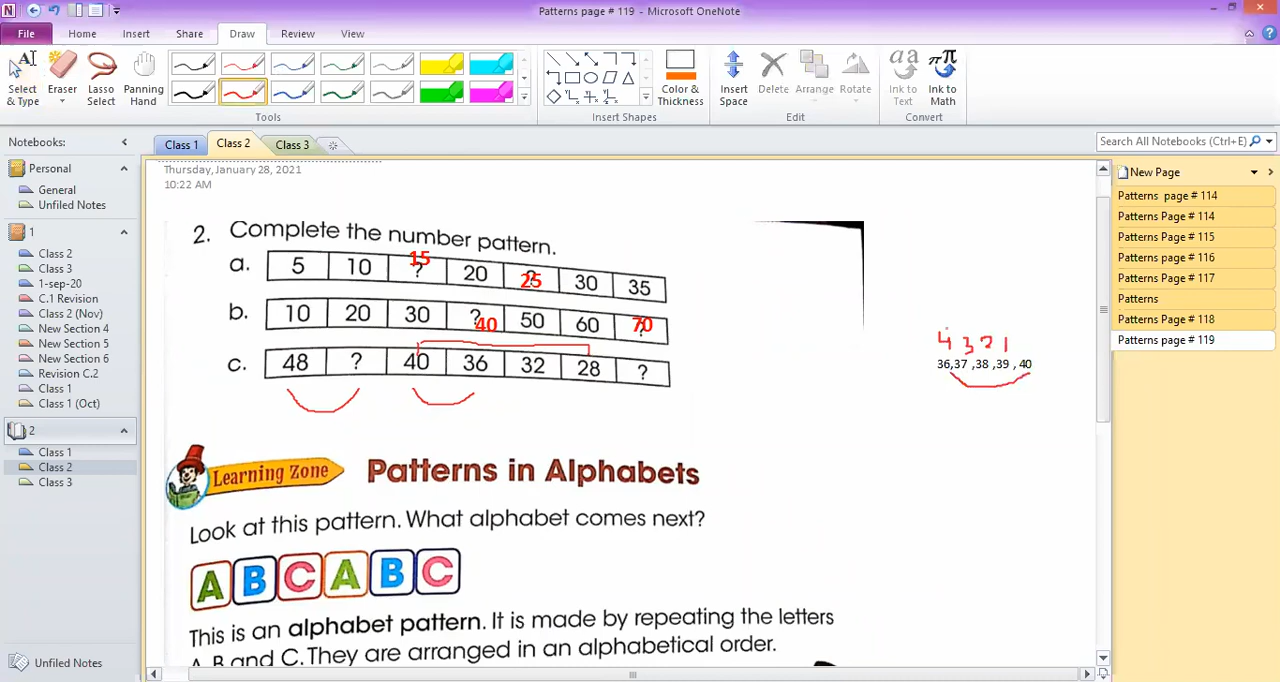 Patterns page # 119 - Microsoft OneNote
File Home Insert Share Draw Review View
Select & Type
Eraser
Lasso Select
Panning Hand
Color & Thickness
Insert Space
Delete
Arrange
Rotate
Ink to Text
Ink to Math
Tools
Insert Shapes
Edit
Convert
Notebooks:
Class 1 Class 2 Class 3
Search All Notebooks (Ctrl+E)
Personal
General
Unfiled Notes
1
Class 2
Class 3
1-sep-20
C.1 Revision
Class 2 (Nov)
New Section 4
New Section 5
New Section 6
Revision C.2
Class 1
Class 1 (Oct)
2
Class 1
Class 2
Class 3
Unfiled Notes
Thursday, January 28, 2021
10:22 AM
2. Complete the number pattern.
a. 5 10 ? 15 20 ? 25 30 35
b. 10 20 30 ? 40 50 60 ? 70
c. 48 ? 40 36 32 28 ?
4 3 2 1
36,37 ,38 ,39 , 40
Learning Zone
Patterns in Alphabets
Look at this pattern. What alphabet comes next?
A B C A B C
This is an alphabet pattern. It is made by repeating the letters
A, B and C. They are arranged in an alphabetical order.
New Page
Patterns page # 114
Patterns # 114
Patterns # 115
Patterns # 116
Patterns # 117
Patterns
Patterns # 118
Patterns page # 119